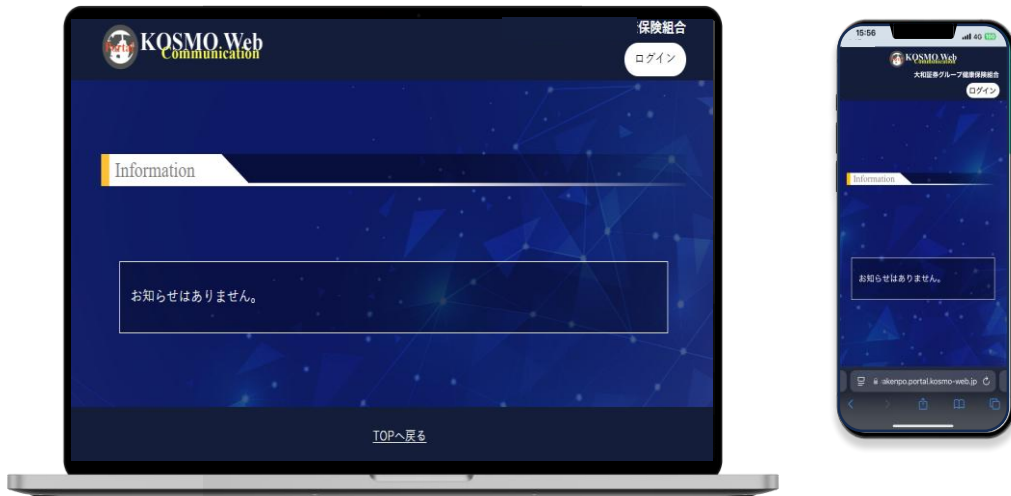 Portal
KOSMO Web
Communication
保険組合
ログイン
Information
お知らせはありません。
TOPへ戻る
15:56
4G
KOSMO Web
Communication
大和証券グループ健康保険組合
ログイン
Information
お知らせはありません。
akenpo.portal.kosmo-web.jp